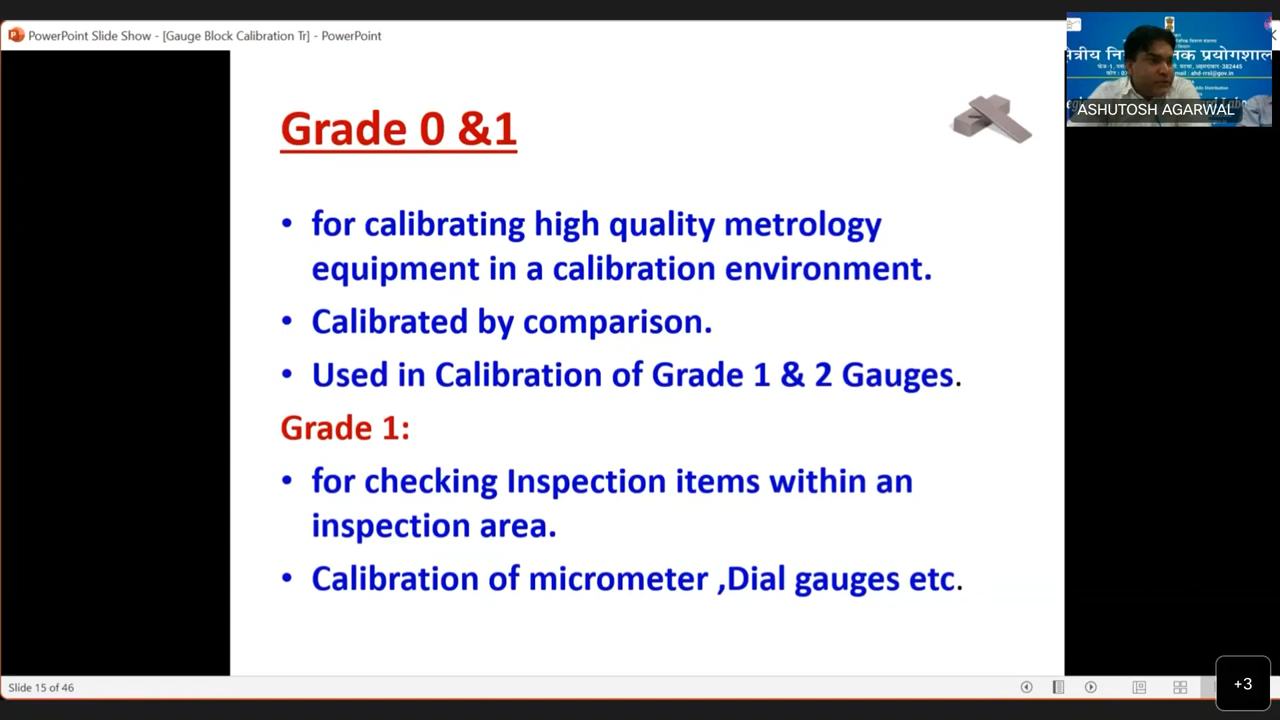 PowerPoint Slide Show - [Gauge Block Calibration Tr] - PowerPoint
ASHUTOSH AGARWAL
Grade 0 &1
• for calibrating high quality metrology
equipment in a calibration environment.
• Calibrated by comparison.
• Used in Calibration of Grade 1 & 2 Gauges.
Grade 1:
• for checking Inspection items within an
inspection area.
• Calibration of micrometer ,Dial gauges etc.
Slide 15 of 46
+3